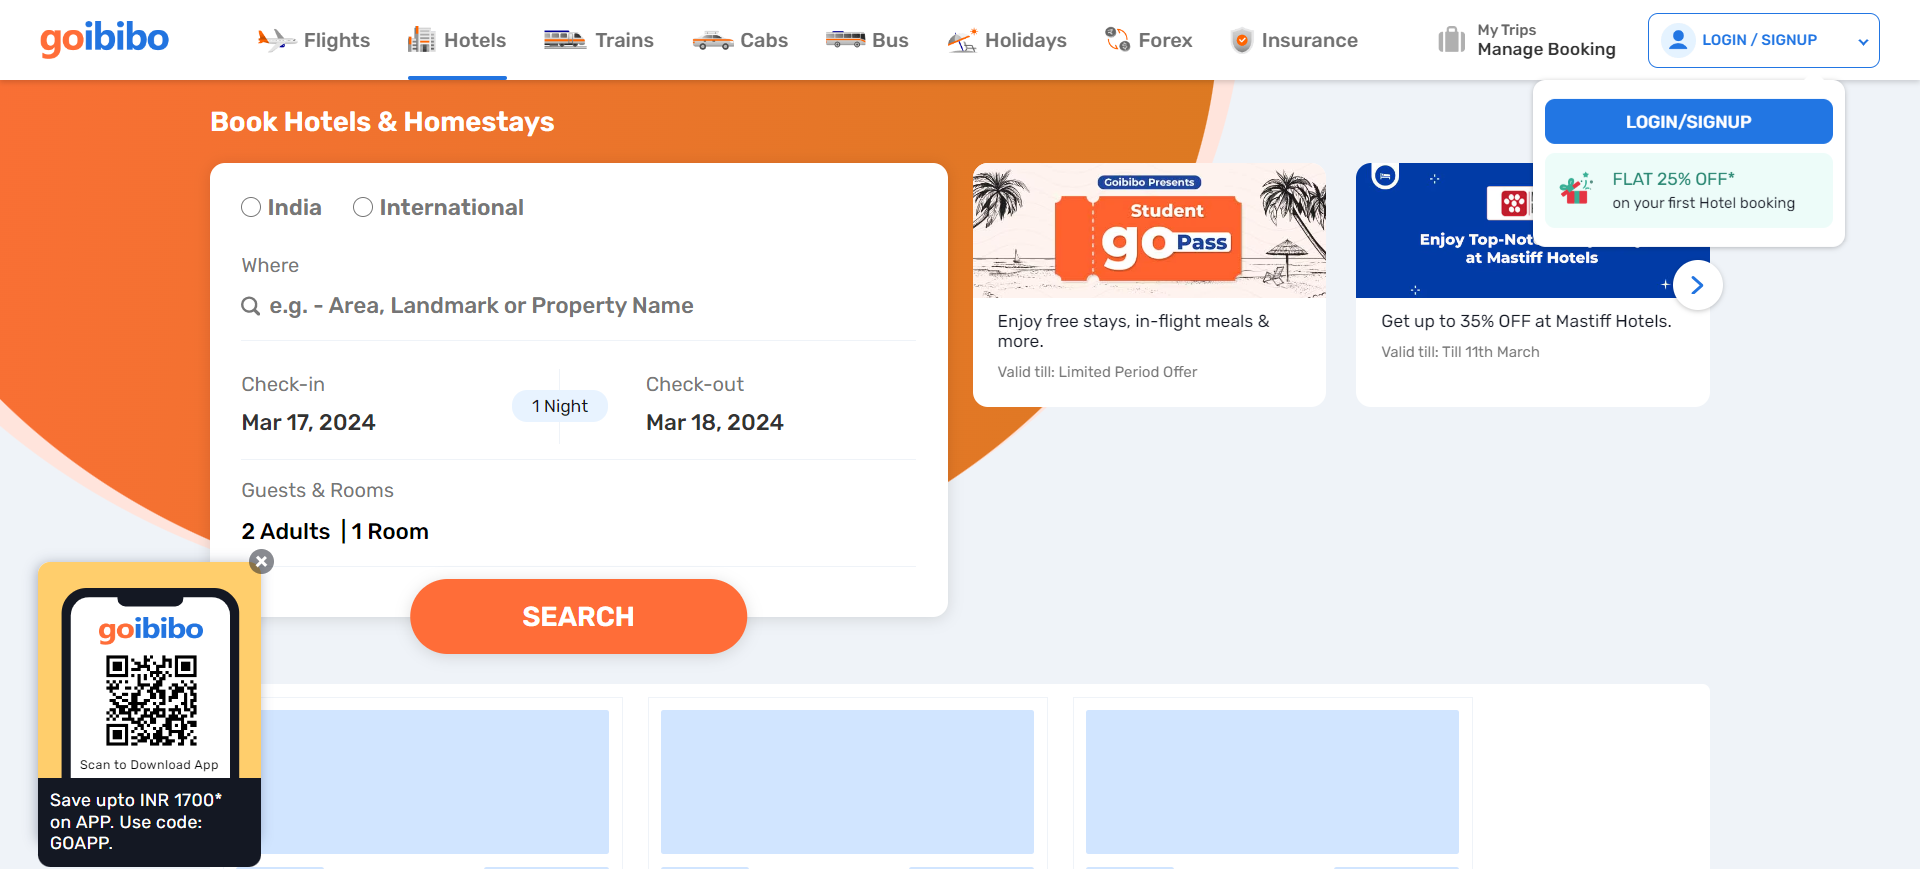 goibibo
Flights
Hotels
Trains
Cabs
Bus
Holidays
Forex
Insurance
My Trips
Manage Booking
LOGIN / SIGNUP
LOGIN/SIGNUP
FLAT 25% OFF*
on your first Hotel booking
Book Hotels & Homestays
India
International
Where
e.g. - Area, Landmark or Property Name
Check-in
Mar 17, 2024
1 Night
Check-out
Mar 18, 2024
Guests & Rooms
2 Adults | 1 Room
SEARCH
Goibibo Presents
Student
go Pass
Enjoy free stays, in-flight meals &
more.
Valid till: Limited Period Offer
Enjoy
at Mastiff Hotels
Get up to 35% OFF at Mastiff Hotels.
Valid till: Till 11th March
goibibo
Scan to Download App
Save upto INR 1700*
on APP. Use code:
GOAPP.